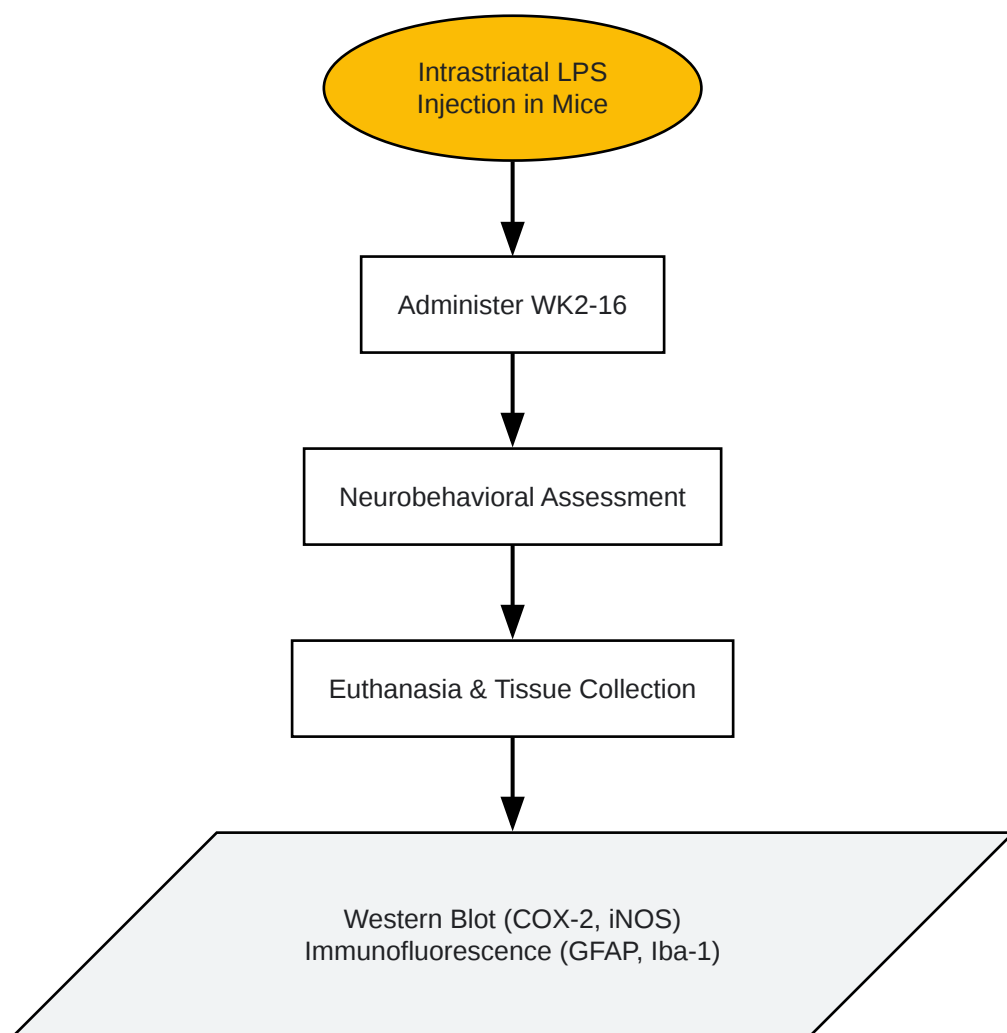 Intrastriatal LPS
Injection in Mice
Administer WK2-16
Neurobehavioral Assessment
Euthanasia & Tissue Collection
Western Blot (COX-2, iNOS)
Immunofluorescence (GFAP, Iba-1)